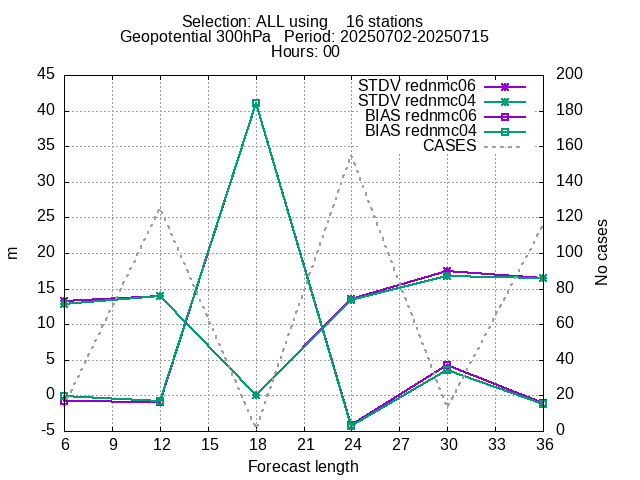 Selection: ALL using    16 stations
Geopotential 300hPa   Period: 20250702-20250715
Hours: 00
45 200
STDV rednmc06
40 180
STDV rednmc04
BIAS rednmc06
35 160
BIAS rednmc04
CASES
30 140
25 120
20 100
15 80
10 60
5 40
0 20
-5 0
m
No cases
6 9 12 15 18 21 24 27 30 33 36
Forecast length